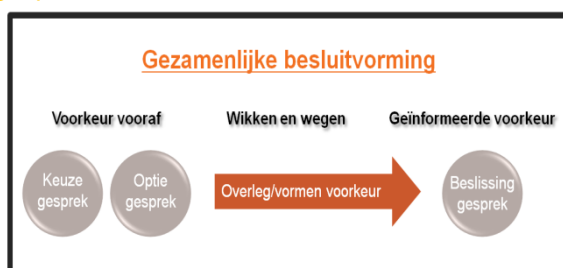 Gezamenlijke besluitvorming
Voorkeur vooraf
Wikken en wegen
Geïnformeerde voorkeur
Keuze
gesprek
Optie
gesprek
Overleg/vormen voorkeur
Beslissing
gesprek